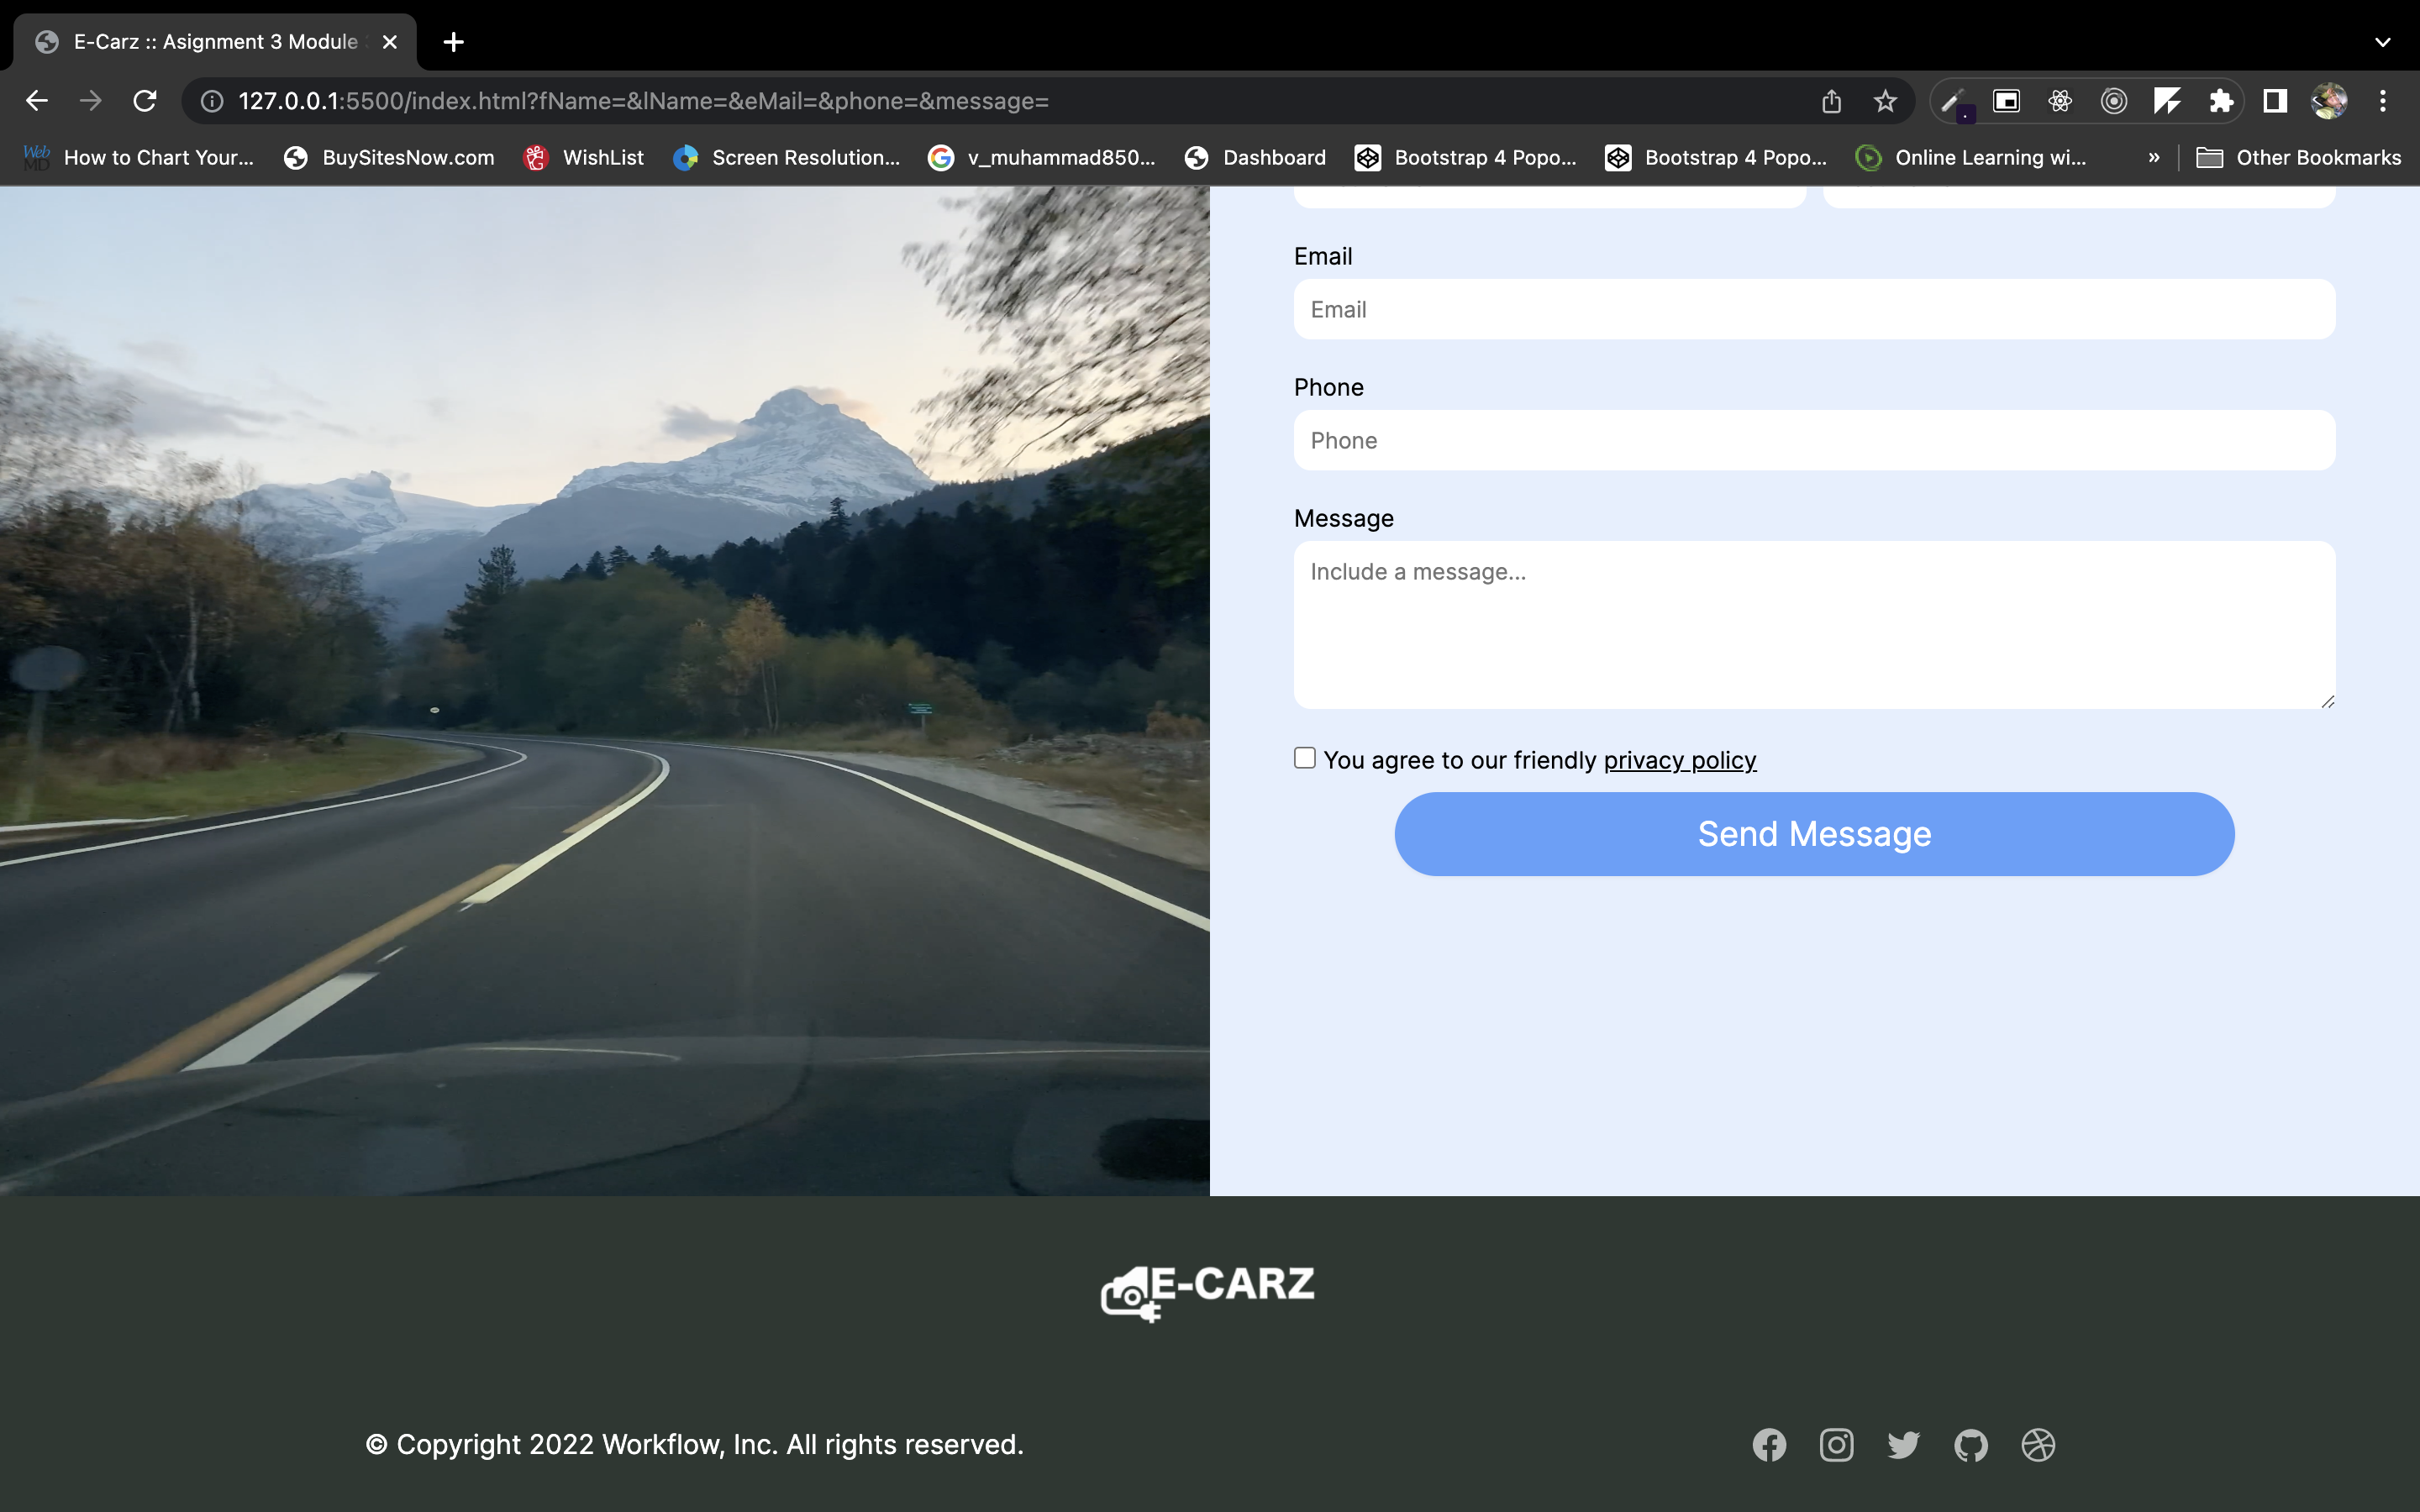 E-Carz :: Asignment 3 Module
127.0.0.1:5500/index.html?fName=&lName=&eMail=&phone=&message=
Web MD How to Chart Your... BuySitesNow.com WishList Screen Resolution... v_muhammad850... Dashboard Bootstrap 4 Popo... Bootstrap 4 Popo... Online Learning wi... » Other Bookmarks
Email
Email
Phone
Phone
Message
Include a message...
You agree to our friendly privacy policy
Send Message
E-CARZ
© Copyright 2022 Workflow, Inc. All rights reserved.